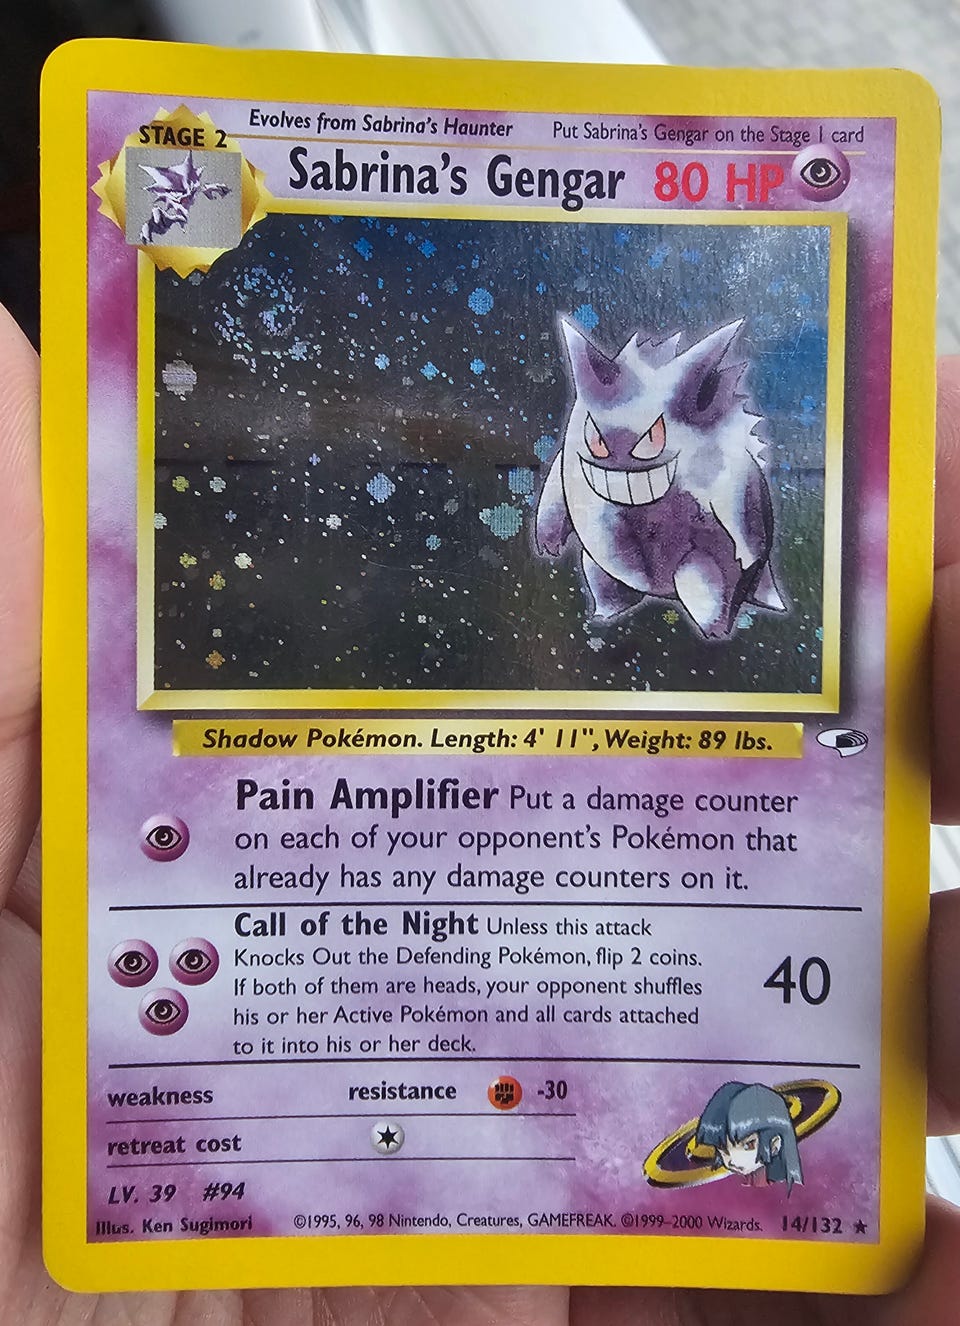 Evolves from Sabrina's Haunter
Put Sabrina's Gengar on the Stage 1 card
STAGE 2
Sabrina's Gengar 80 HP
Shadow Pokémon. Length: 4' 11", Weight: 89 lbs.
Pain Amplifier Put a damage counter
on each of your opponent's Pokémon that
already has any damage counters on it.
Call of the Night Unless this attack
Knocks Out the Defending Pokémon, flip 2 coins.
If both of them are heads, your opponent shuffles
his or her Active Pokémon and all cards attached
to it into his or her deck.
40
weakness
resistance -30
retreat cost
LV. 39 #94
Illus. Ken Sugimori
©1995, 96, 98 Nintendo, Creatures, GAMEFREAK. ©1999–2000 Wizards.
14/132 ★